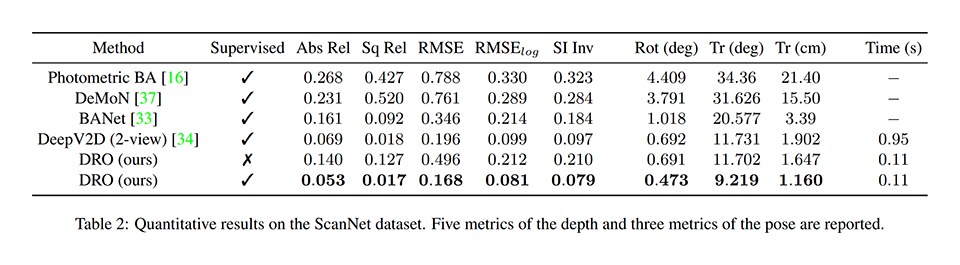 Method Supervised Abs Rel Sq Rel RMSE RMSElog SI Inv Rot (deg) Tr (deg) Tr (cm) Time (s)
Photometric BA [16] ✓ 0.268 0.427 0.788 0.330 0.323 4.409 34.36 21.40 −
DeMoN [37] ✓ 0.231 0.520 0.761 0.289 0.284 3.791 31.626 15.50 −
BANet [33] ✓ 0.161 0.092 0.346 0.214 0.184 1.018 20.577 3.39 −
DeepV2D (2-view) [34] ✓ 0.069 0.018 0.196 0.099 0.097 0.692 11.731 1.902 0.95
DRO (ours) ✗ 0.140 0.127 0.496 0.212 0.210 0.691 11.702 1.647 0.11
DRO (ours) ✓ 0.053 0.017 0.168 0.081 0.079 0.473 9.219 1.160 0.11
Table 2: Quantitative results on the ScanNet dataset. Five metrics of the depth and three metrics of the pose are reported.